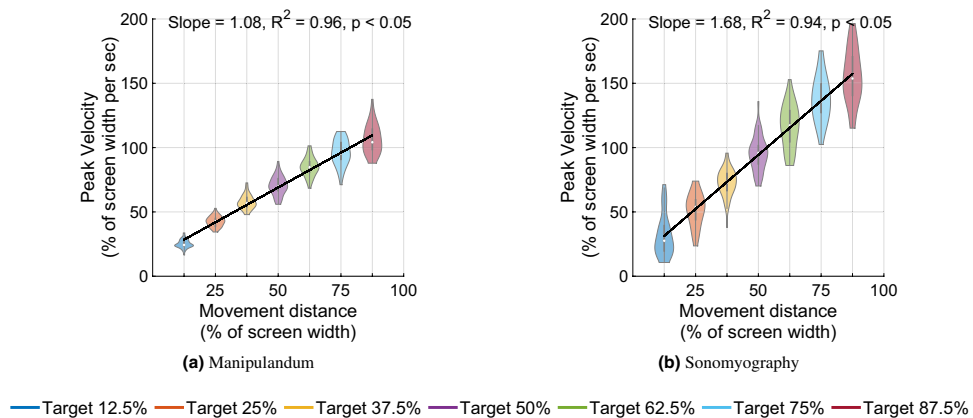 Slope = 1.08, R² = 0.96, p < 0.05
200
150
100
50
0
Peak Velocity
(% of screen width per sec)
25 50 75 100
Movement distance
(% of screen width)
(a) Manipulandum
Slope = 1.68, R² = 0.94, p < 0.05
200
150
100
50
0
Peak Velocity
(% of screen width per sec)
25 50 75 100
Movement distance
(% of screen width)
(b) Sonomyography
Target 12.5% Target 25% Target 37.5% Target 50% Target 62.5% Target 75% Target 87.5%